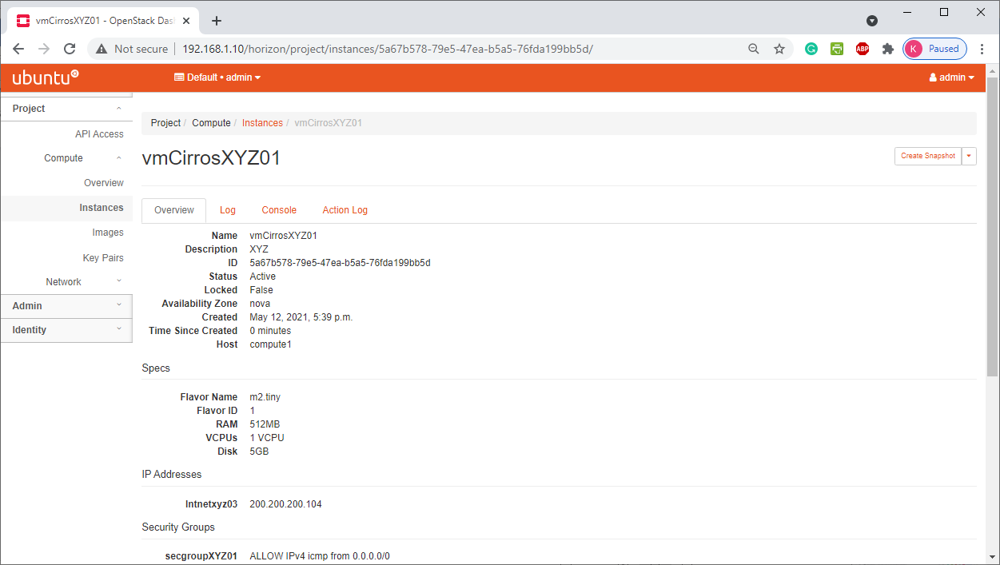 vmCirrosXYZ01 - OpenStack Das
Not secure 192.168.1.10/horizon/project/instances/5a67b578-79e5-47ea-b5a5-76fda199bb5d/
ABP
K Paused
ubuntu
Default • admin
admin
Project
API Access
Compute
Overview
Instances
Images
Key Pairs
Network
Admin
Identity
Project / Compute / Instances / vmCirrosXYZ01
vmCirrosXYZ01
Create Snapshot
Overview Log Console Action Log
Name vmCirrosXYZ01
Description XYZ
ID 5a67b578-79e5-47ea-b5a5-76fda199bb5d
Status Active
Locked False
Availability Zone nova
Created May 12, 2021, 5:39 p.m.
Time Since Created 0 minutes
Host compute1
Specs
Flavor Name m2.tiny
Flavor ID 1
RAM 512MB
VCPUs 1 VCPU
Disk 5GB
IP Addresses
Intnetxyz03 200.200.200.104
Security Groups
secgroupXYZ01 ALLOW IPv4 icmp from 0.0.0.0/0